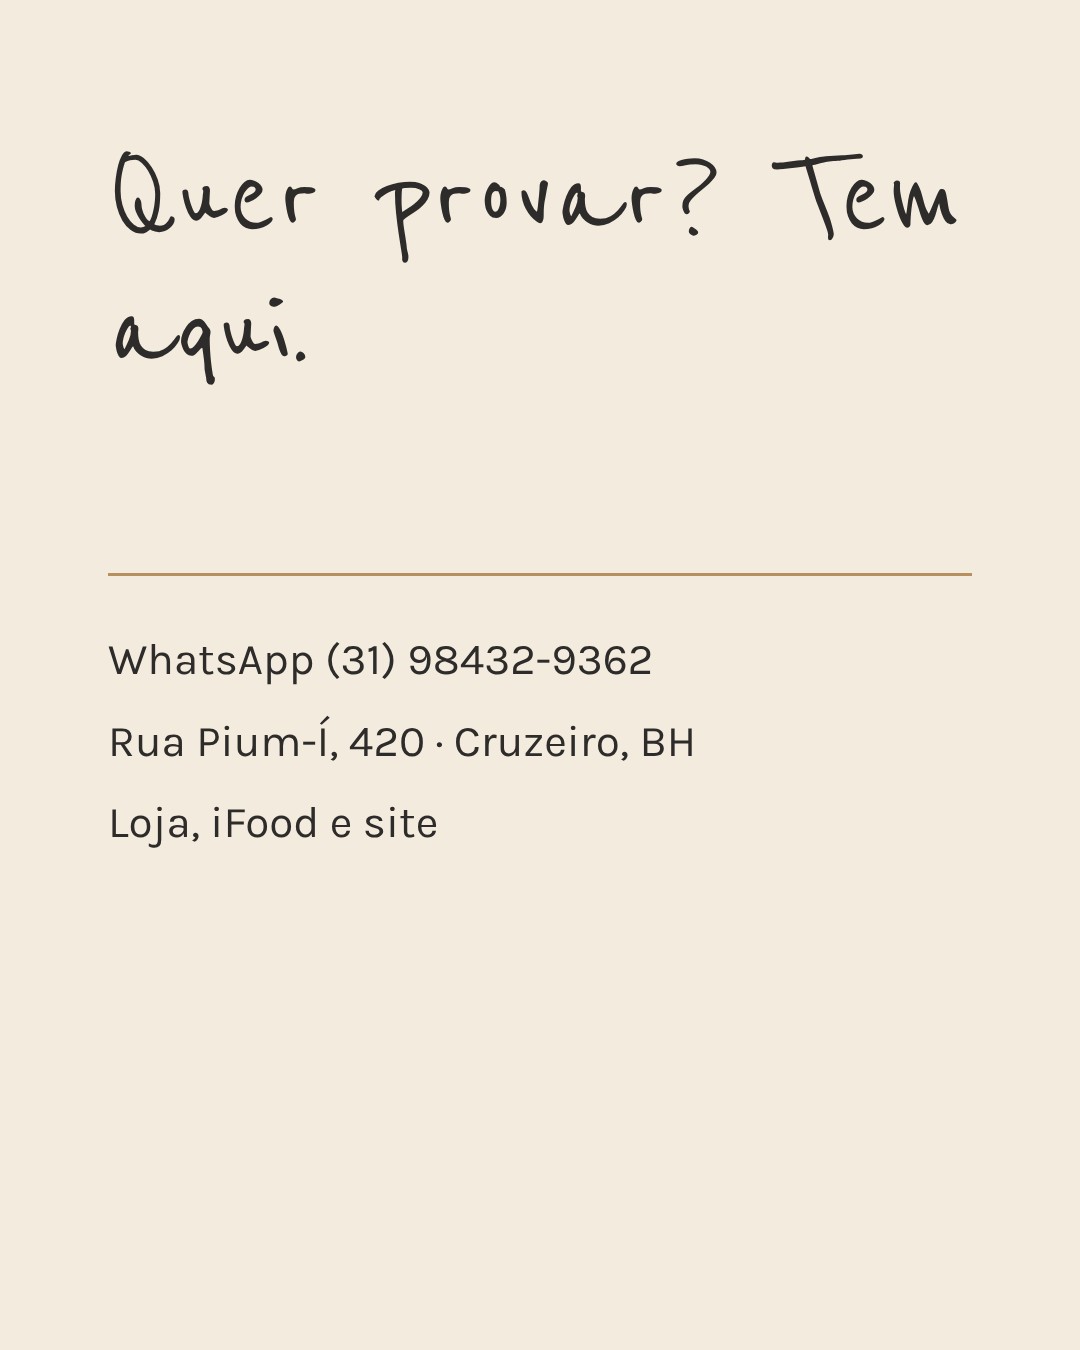 Quer provar? Tem
aqui.
WhatsApp (31) 98432-9362
Rua Pium-Í, 420 · Cruzeiro, BH
Loja, iFood e site